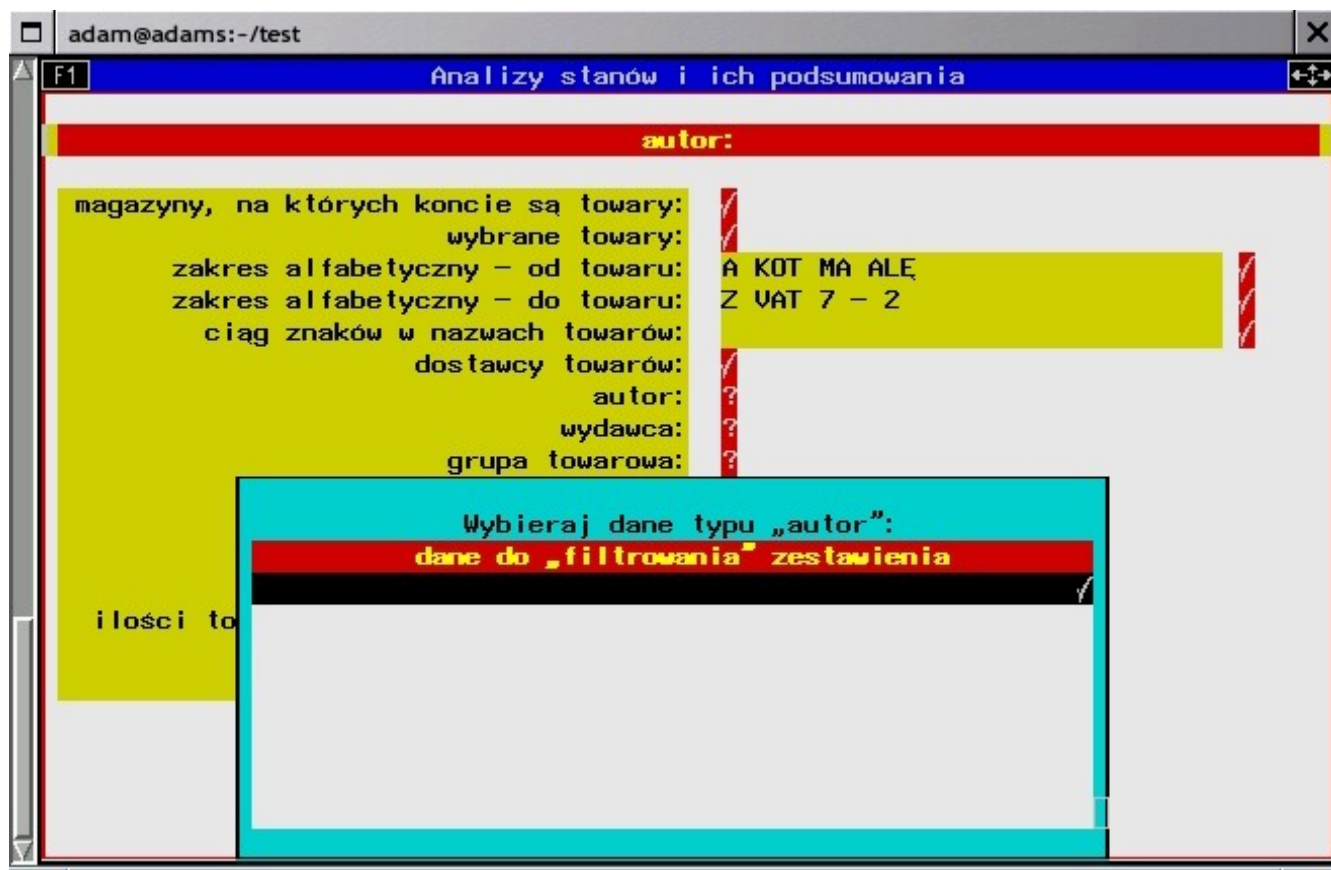 adam@adams:~/test
F1 Analizy stanów i ich podsumowania
autor:
magazyny, na których koncie są towary: √
wybrane towary: √
zakres alfabetyczny – od towaru: A KOT MA ALĘ √
zakres alfabetyczny – do towaru: Z VAT 7 – 2 √
ciąg znaków w nazwach towarów: √
dostawcy towarów: √
autor: ?
wydawca: ?
grupa towarowa: ?
Wybieraj dane typu „autor”:
dane do „filtrowania” zestawienia
√
ilości to